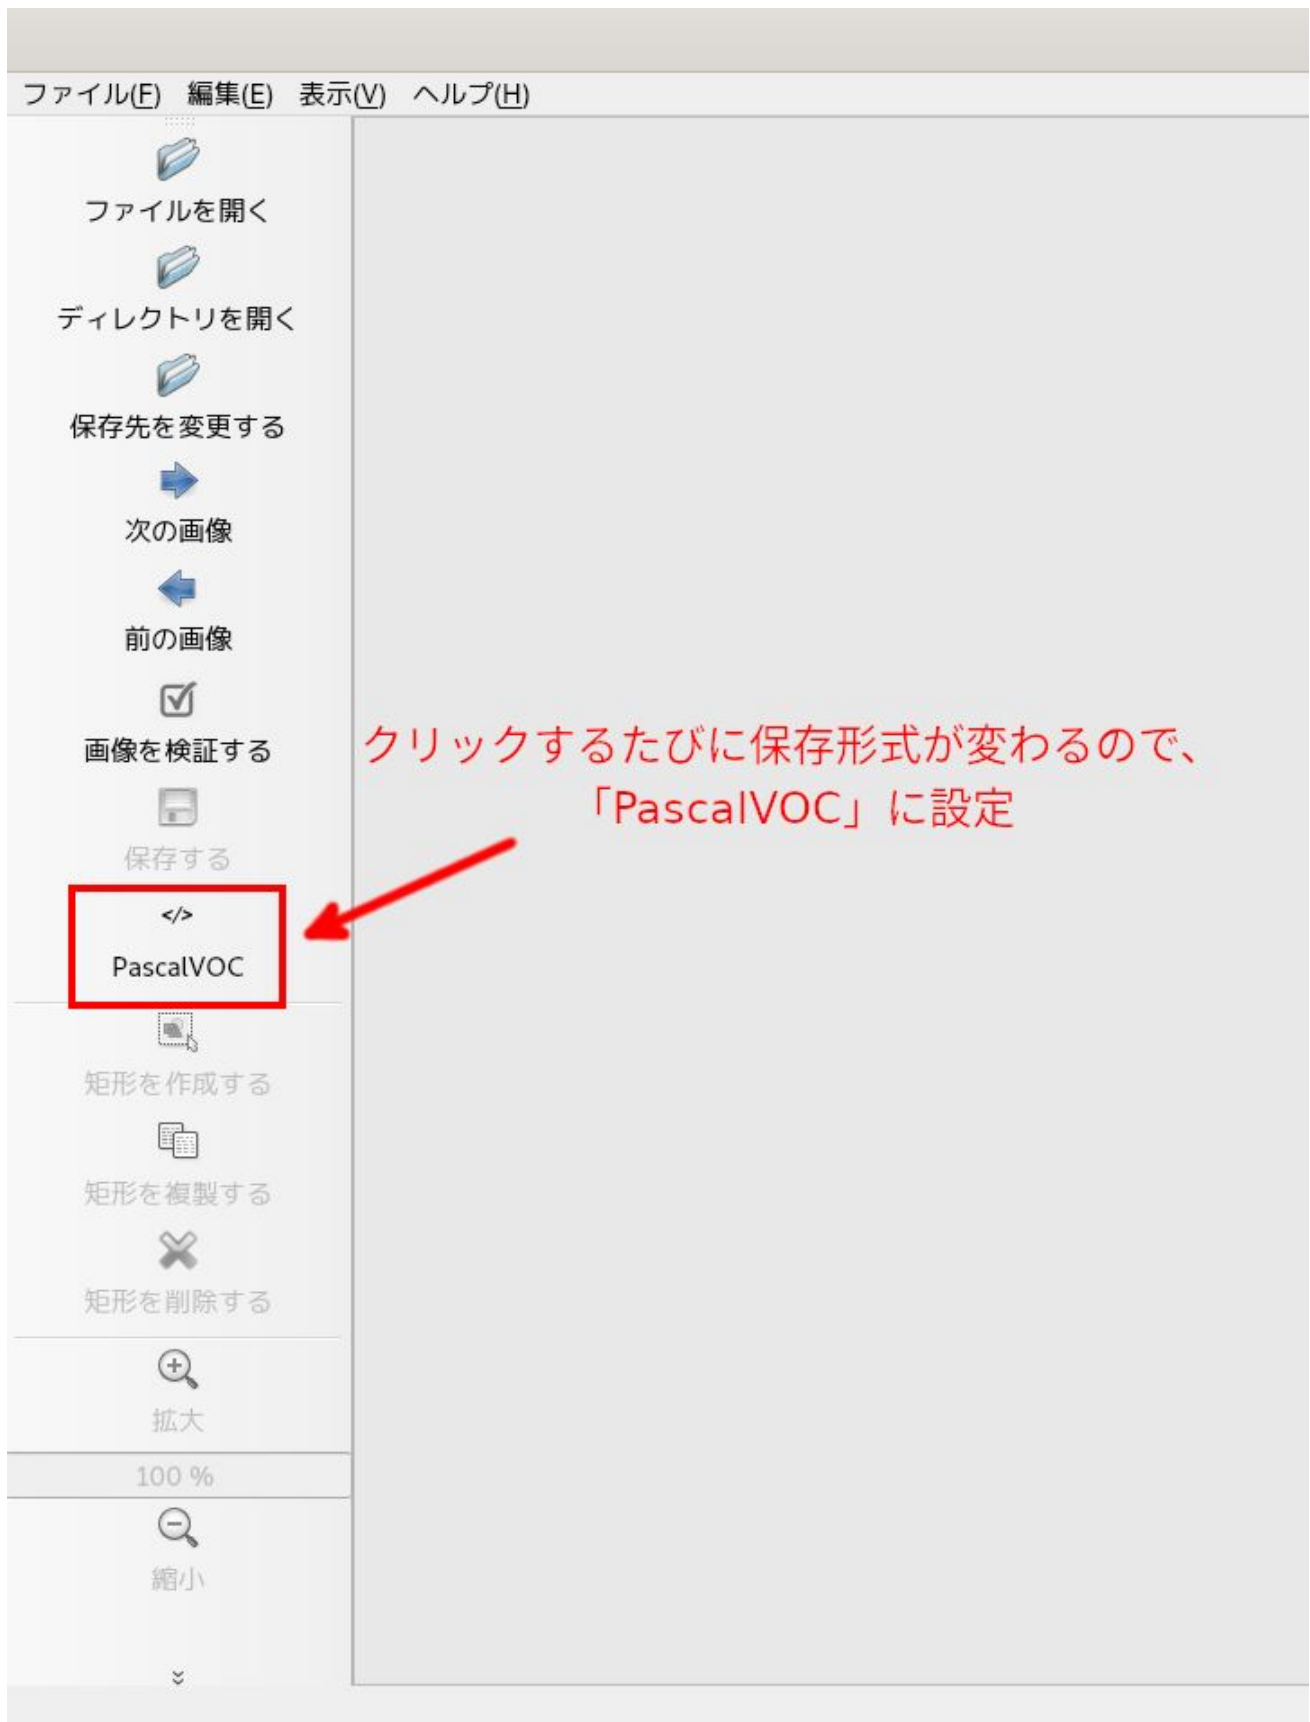 ファイル(F) 編集(E) 表示(V) ヘルプ(H)
ファイルを開く
ディレクトリを開く
保存先を変更する
次の画像
前の画像
画像を検証する
クリックするたびに保存形式が変わるので、
「PascalVOC」に設定
保存する
</>
PascalVOC
矩形を作成する
矩形を複製する
矩形を削除する
拡大
100 %
縮小